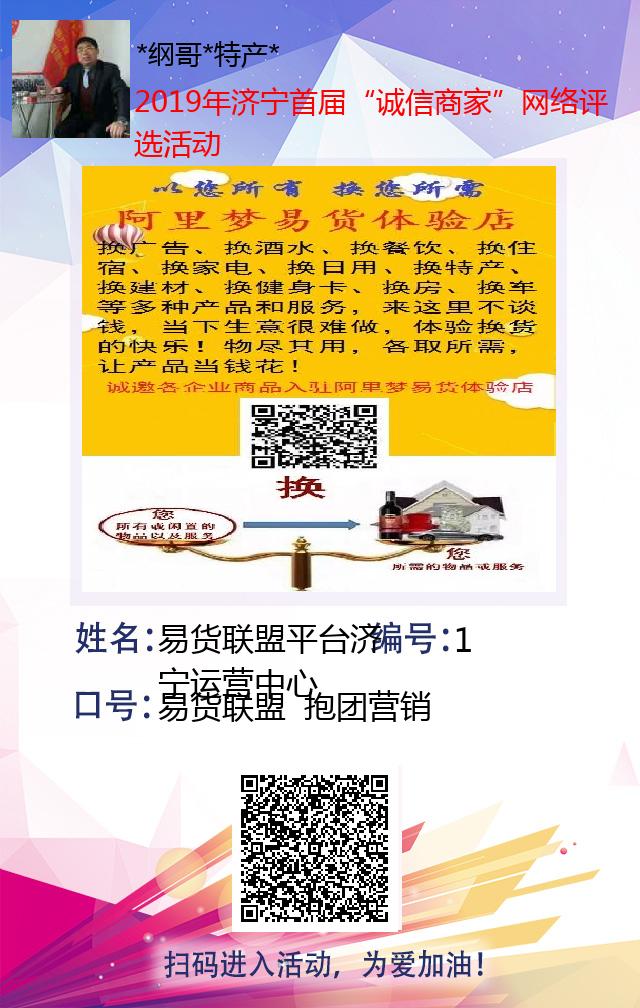 *纲哥*特产*
2019年济宁首届“诚信商家”网络评
选活动
以您所有 换您所需
阿里梦易货体验店
换广告、换酒水、换餐饮、换住
宿、换家电、换日用、换特产、
换建材、换健身卡、换房、换车
等多种产品和服务，来这里不谈
钱，当下生意很难做，体验换货
的快乐！物尽其用，各取所需，
让产品当钱花！
诚邀各企业商品入驻阿里梦易货体验店
换
您
所有或闲置的
物品以及服务
您
所需的物品或服务
姓名：易货联盟平台济 编号：1
宁运营中心
口号：易货联盟 抱团营销
扫码进入活动，为爱加油！